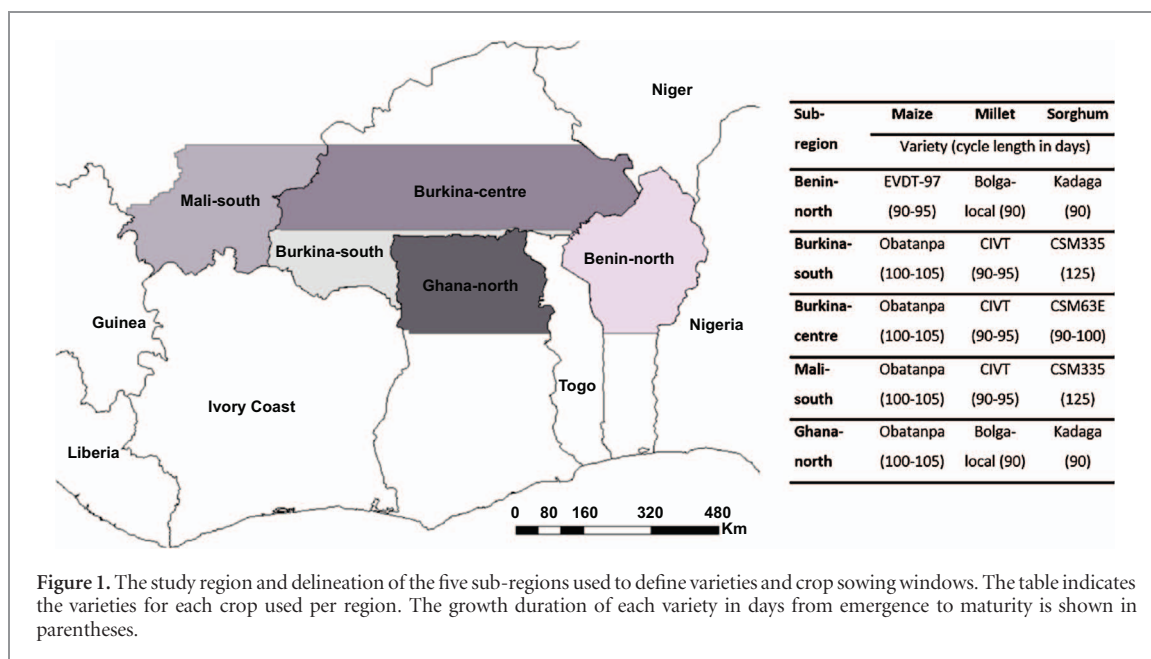 Niger
Mali-south
Burkina-centre
Burkina-south
Benin-north
Ghana-north
Guinea
Nigeria
Togo
Ivory Coast
Liberia
0 80 160 320 480
Km
Sub- Maize Millet Sorghum
region Variety (cycle length in days)
Benin- EVDT-97 Bolga- Kadaga
north (90-95) local (90) (90)
Burkina- Obatanpa CIVT CSM335
south (100-105) (90-95) (125)
Burkina- Obatanpa CIVT CSM63E
centre (100-105) (90-95) (90-100)
Mali- Obatanpa CIVT CSM335
south (100-105) (90-95) (125)
Ghana- Obatanpa Bolga- Kadaga
north (100-105) local (90) (90)
Figure 1. The study region and delineation of the five sub-regions used to define varieties and crop sowing windows. The table indicates
the varieties for each crop used per region. The growth duration of each variety in days from emergence to maturity is shown in
parentheses.